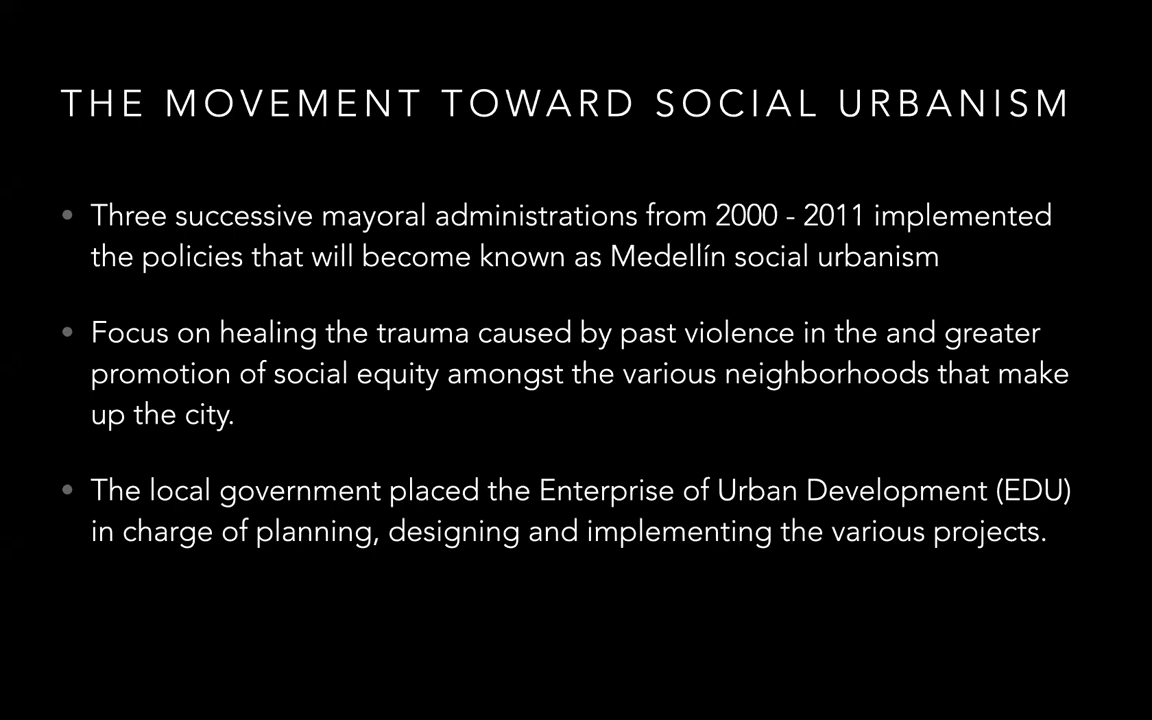 THE MOVEMENT TOWARD SOCIAL URBANISM
• Three successive mayoral administrations from 2000 - 2011 implemented
the policies that will become known as Medellín social urbanism
• Focus on healing the trauma caused by past violence in the and greater
promotion of social equity amongst the various neighborhoods that make
up the city.
• The local government placed the Enterprise of Urban Development (EDU)
in charge of planning, designing and implementing the various projects.